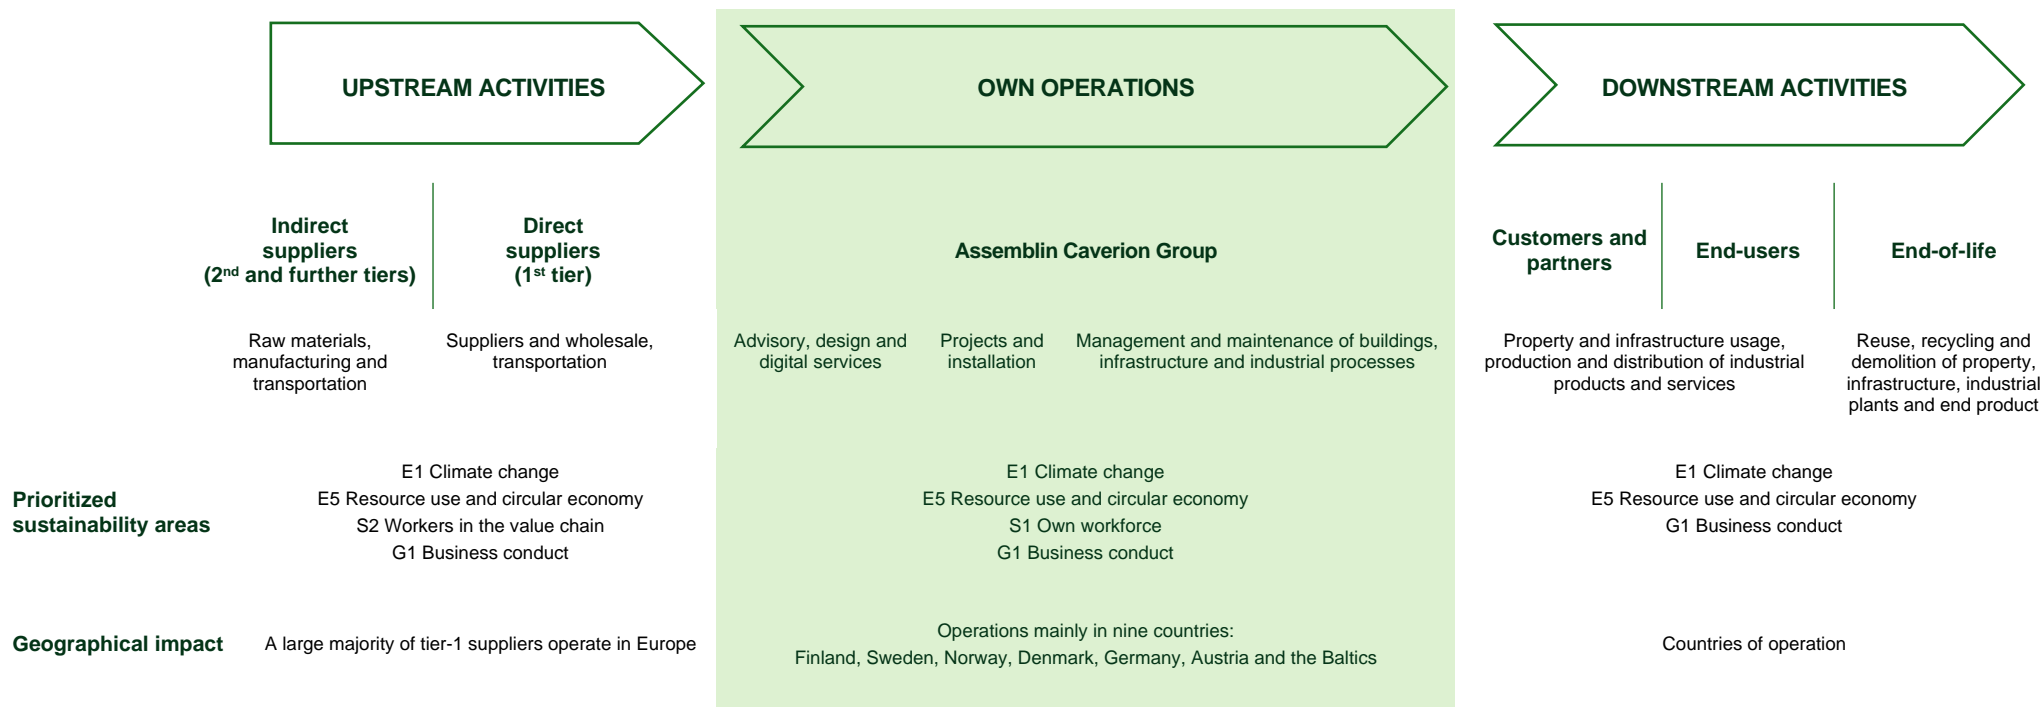 UPSTREAM ACTIVITIES
OWN OPERATIONS
DOWNSTREAM ACTIVITIES
Indirect
suppliers
(2nd and further tiers)
Direct
suppliers
(1st tier)
Assemblin Caverion Group
Customers and
partners
End-users
End-of-life
Raw materials,
manufacturing and
transportation
Suppliers and wholesale,
transportation
Advisory, design and
digital services
Projects and
installation
Management and maintenance of buildings,
infrastructure and industrial processes
Property and infrastructure usage,
production and distribution of industrial
products and services
Reuse, recycling and
demolition of property,
infrastructure, industrial
plants and end product
Prioritized
sustainability areas
E1 Climate change
E5 Resource use and circular economy
S2 Workers in the value chain
G1 Business conduct
E1 Climate change
E5 Resource use and circular economy
S1 Own workforce
G1 Business conduct
E1 Climate change
E5 Resource use and circular economy
G1 Business conduct
Geographical impact
A large majority of tier-1 suppliers operate in Europe
Operations mainly in nine countries:
Finland, Sweden, Norway, Denmark, Germany, Austria and the Baltics
Countries of operation